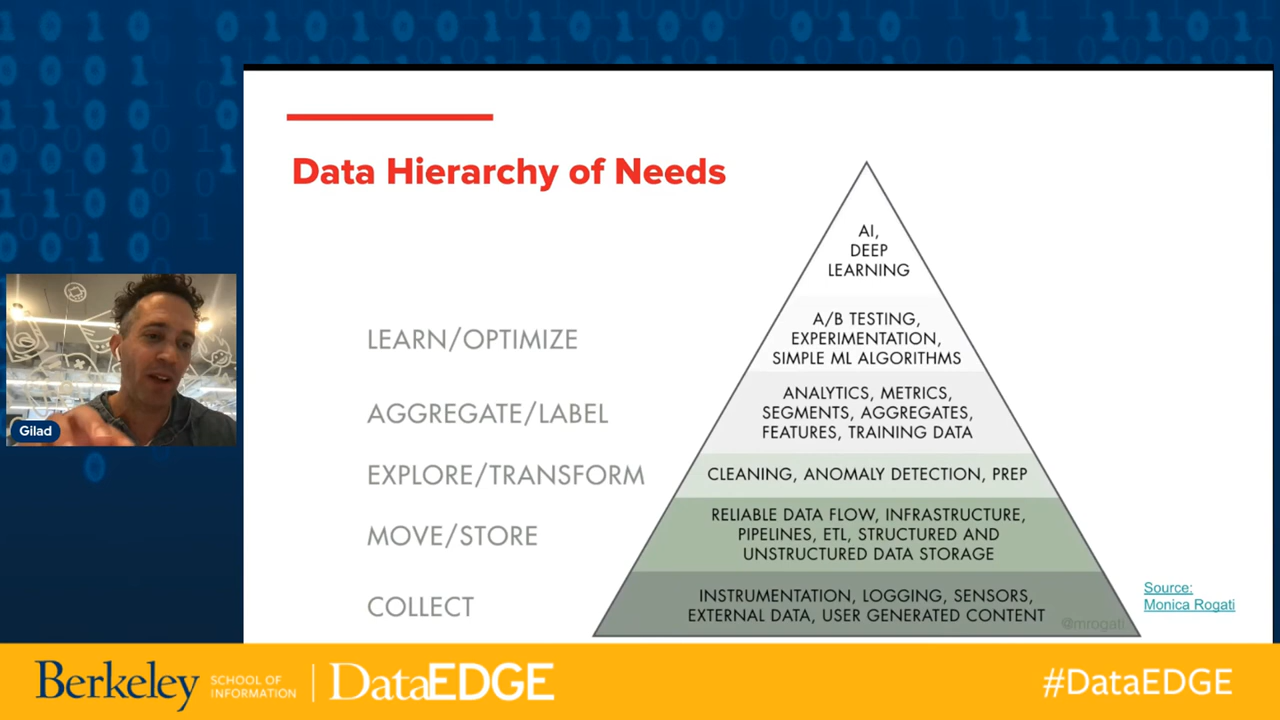 Data Hierarchy of Needs
AI,
DEEP
LEARNING
LEARN/OPTIMIZE
A/B TESTING,
EXPERIMENTATION,
SIMPLE ML ALGORITHMS
AGGREGATE/LABEL
ANALYTICS, METRICS,
SEGMENTS, AGGREGATES,
FEATURES, TRAINING DATA
EXPLORE/TRANSFORM
CLEANING, ANOMALY DETECTION, PREP
MOVE/STORE
RELIABLE DATA FLOW, INFRASTRUCTURE,
PIPELINES, ETL, STRUCTURED AND
UNSTRUCTURED DATA STORAGE
COLLECT
INSTRUMENTATION, LOGGING, SENSORS,
EXTERNAL DATA, USER GENERATED CONTENT
@mrogati
Source:
Monica Rogati
Gilad
Berkeley
SCHOOL OF
INFORMATION
DataEDGE
#DataEDGE